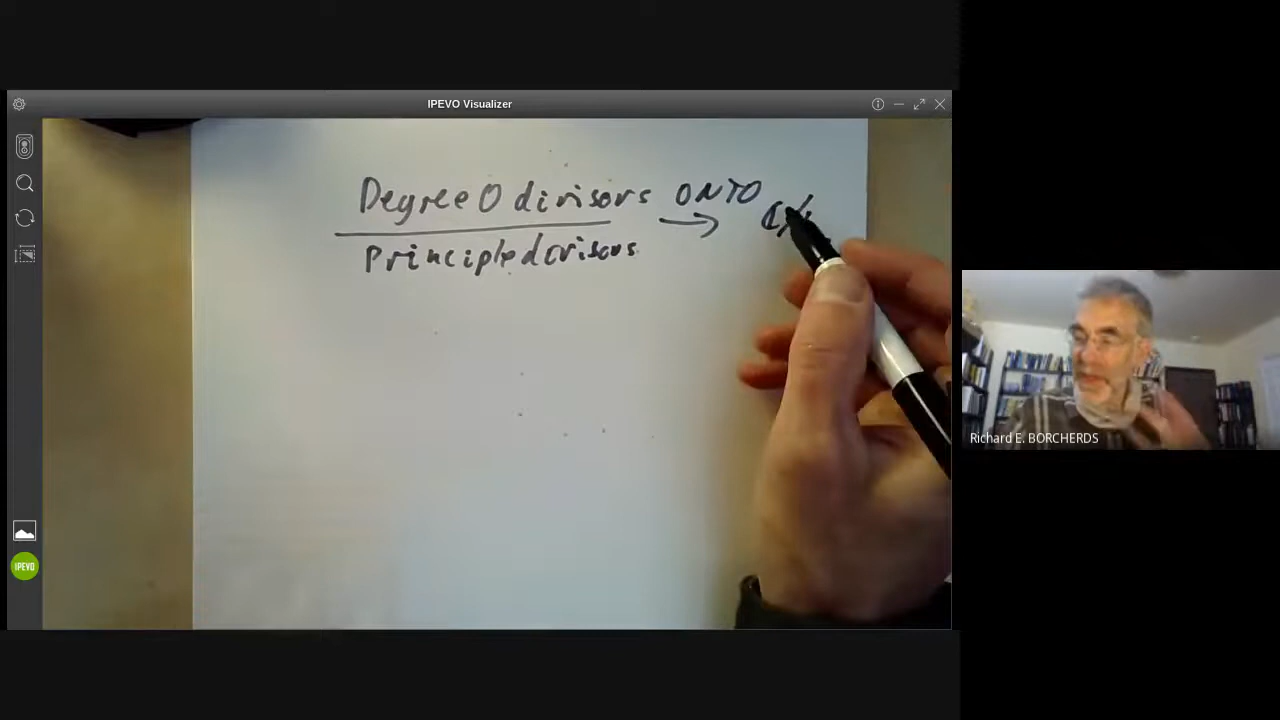 IPEVO Visualizer
Degree 0 divisors ONTO
Principle divisors
Richard E. BORCHERDS
IPEVO